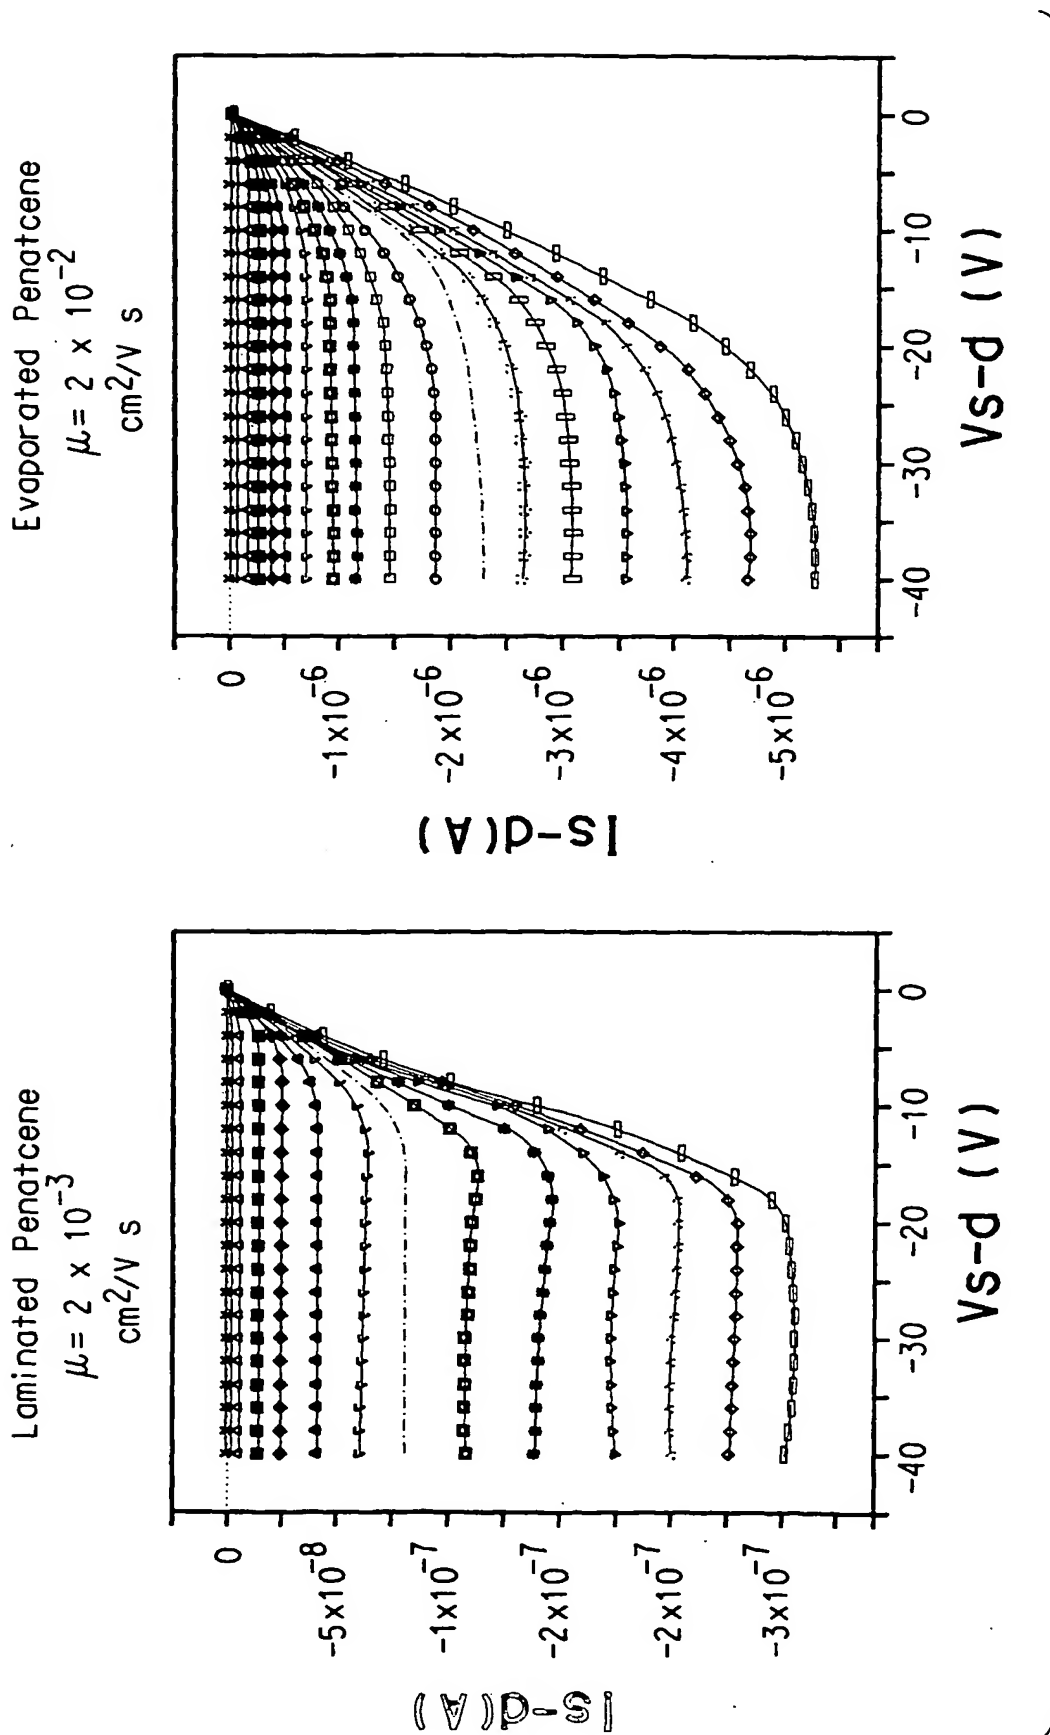 Laminated Penatcene
μ= 2 x 10-3
cm2/V s
Is-d(A)
0
-5x10-8
-1x10-7
-2x10-7
-2x10-7
-3x10-7
-40
-30
-20
-10
0
Vs-d (V)
Evaporated Penatcene
μ= 2 x 10-2
cm2/V s
Is-d(A)
0
-1x10-6
-2x10-6
-3x10-6
-4x10-6
-5x10-6
-40
-30
-20
-10
0
Vs-d (V)